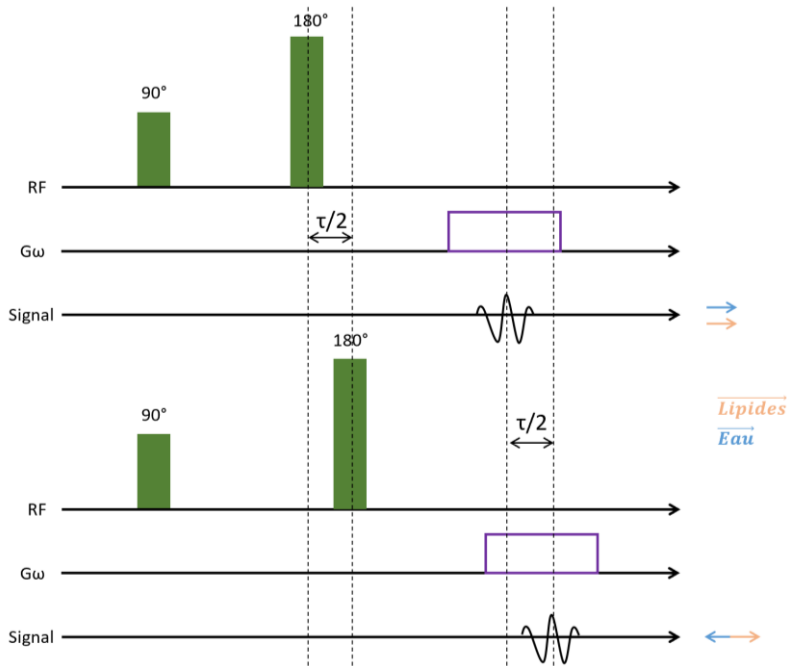 180°
90°
RF
τ/2
Gω
Signal
180°
Lipides
90°
τ/2
Eau
RF
Gω
Signal